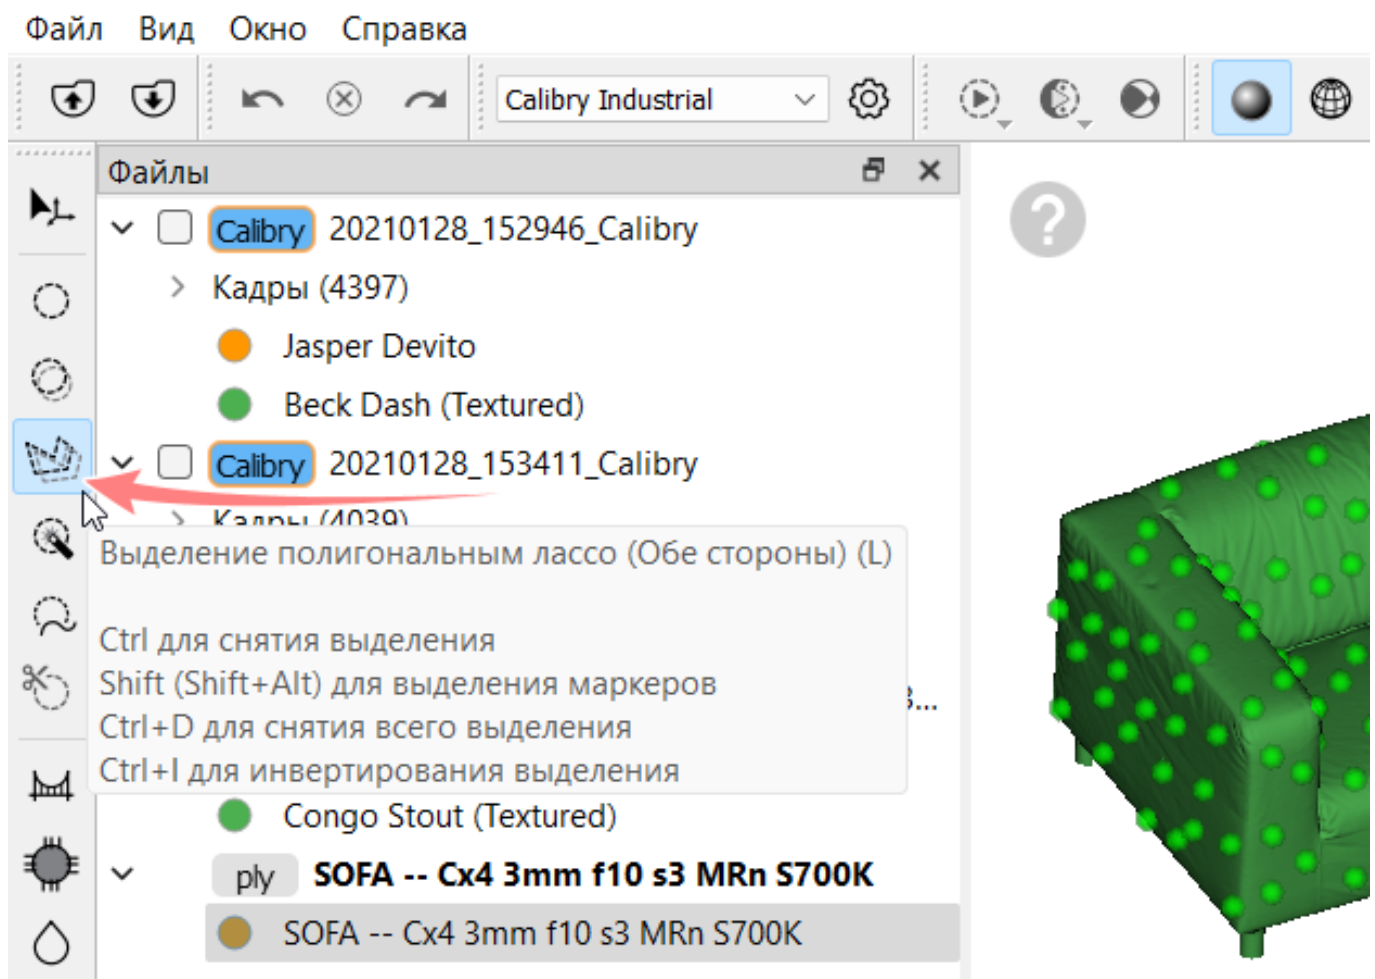 Файл Вид Окно Справка
Calibry Industrial
Файлы
Calibry 20210128_152946_Calibry
Кадры (4397)
Jasper Devito
Beck Dash (Textured)
Calibry 20210128_153411_Calibry
Кадры (4039)
Выделение полигональным лассо (Обе стороны) (L)
Ctrl для снятия выделения
Shift (Shift+Alt) для выделения маркеров
Ctrl+D для снятия всего выделения
Ctrl+I для инвертирования выделения
Congo Stout (Textured)
ply SOFA -- Cx4 3mm f10 s3 MRn S700K
SOFA -- Cx4 3mm f10 s3 MRn S700K